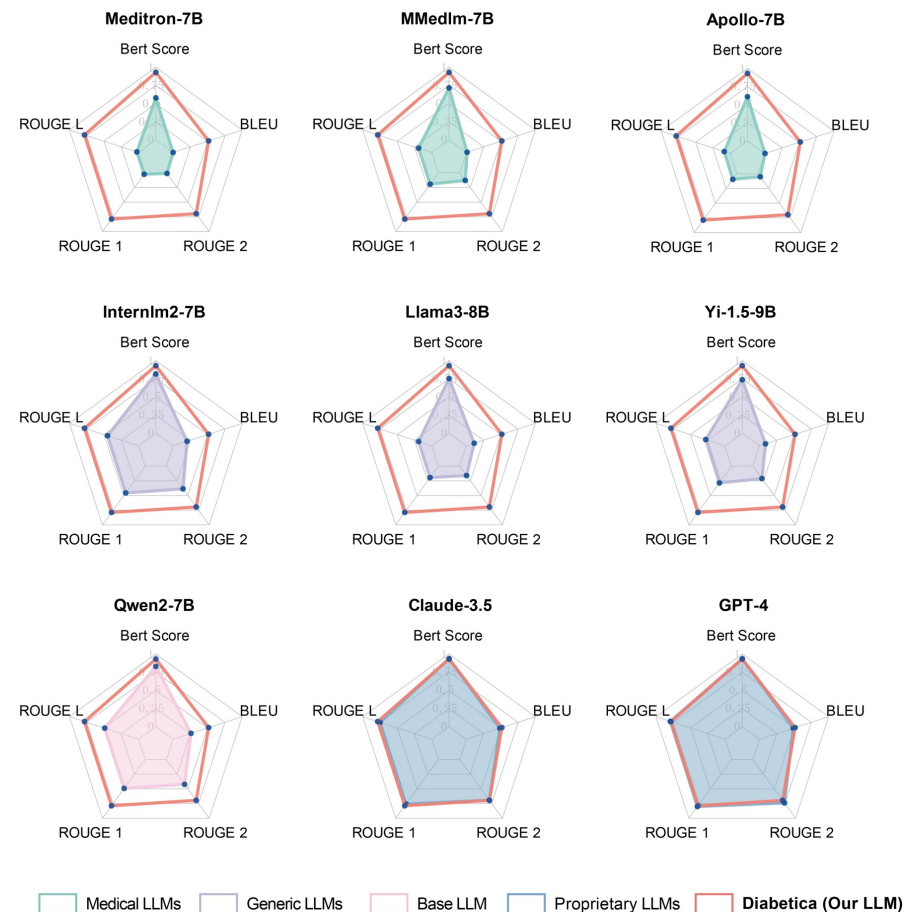 Meditron-7B MMedlm-7B Apollo-7B
Bert Score Bert Score Bert Score
ROUGE L BLEU ROUGE L BLEU ROUGE L BLEU
ROUGE 1 ROUGE 2 ROUGE 1 ROUGE 2 ROUGE 1 ROUGE 2
Internlm2-7B Llama3-8B Yi-1.5-9B
Bert Score Bert Score Bert Score
ROUGE L BLEU ROUGE L BLEU ROUGE L BLEU
ROUGE 1 ROUGE 2 ROUGE 1 ROUGE 2 ROUGE 1 ROUGE 2
Qwen2-7B Claude-3.5 GPT-4
Bert Score Bert Score Bert Score
ROUGE L BLEU ROUGE L BLEU ROUGE L BLEU
ROUGE 1 ROUGE 2 ROUGE 1 ROUGE 2 ROUGE 1 ROUGE 2
Medical LLMs Generic LLMs Base LLM Proprietary LLMs Diabetica (Our LLM)